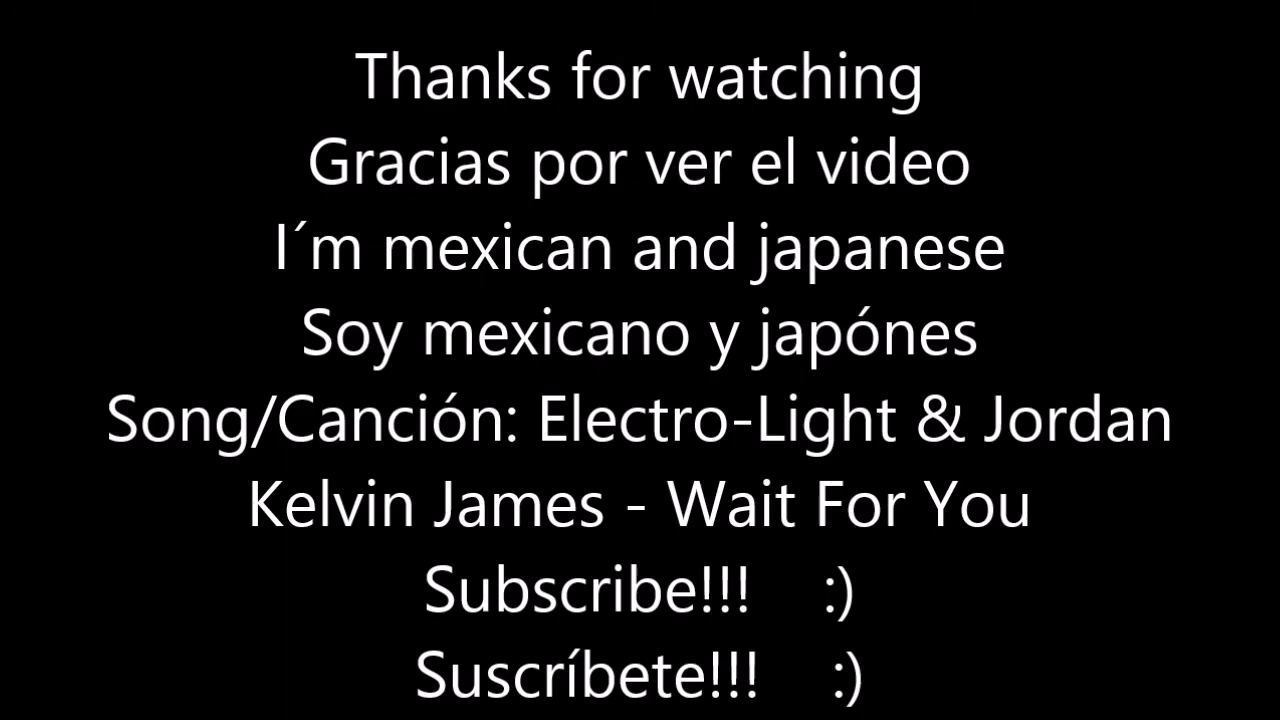 Thanks for watching
Gracias por ver el video
I´m mexican and japanese
Soy mexicano y japónes
Song/Canción: Electro-Light & Jordan
Kelvin James - Wait For You
Subscribe!!!    :)
Suscríbete!!!    :)